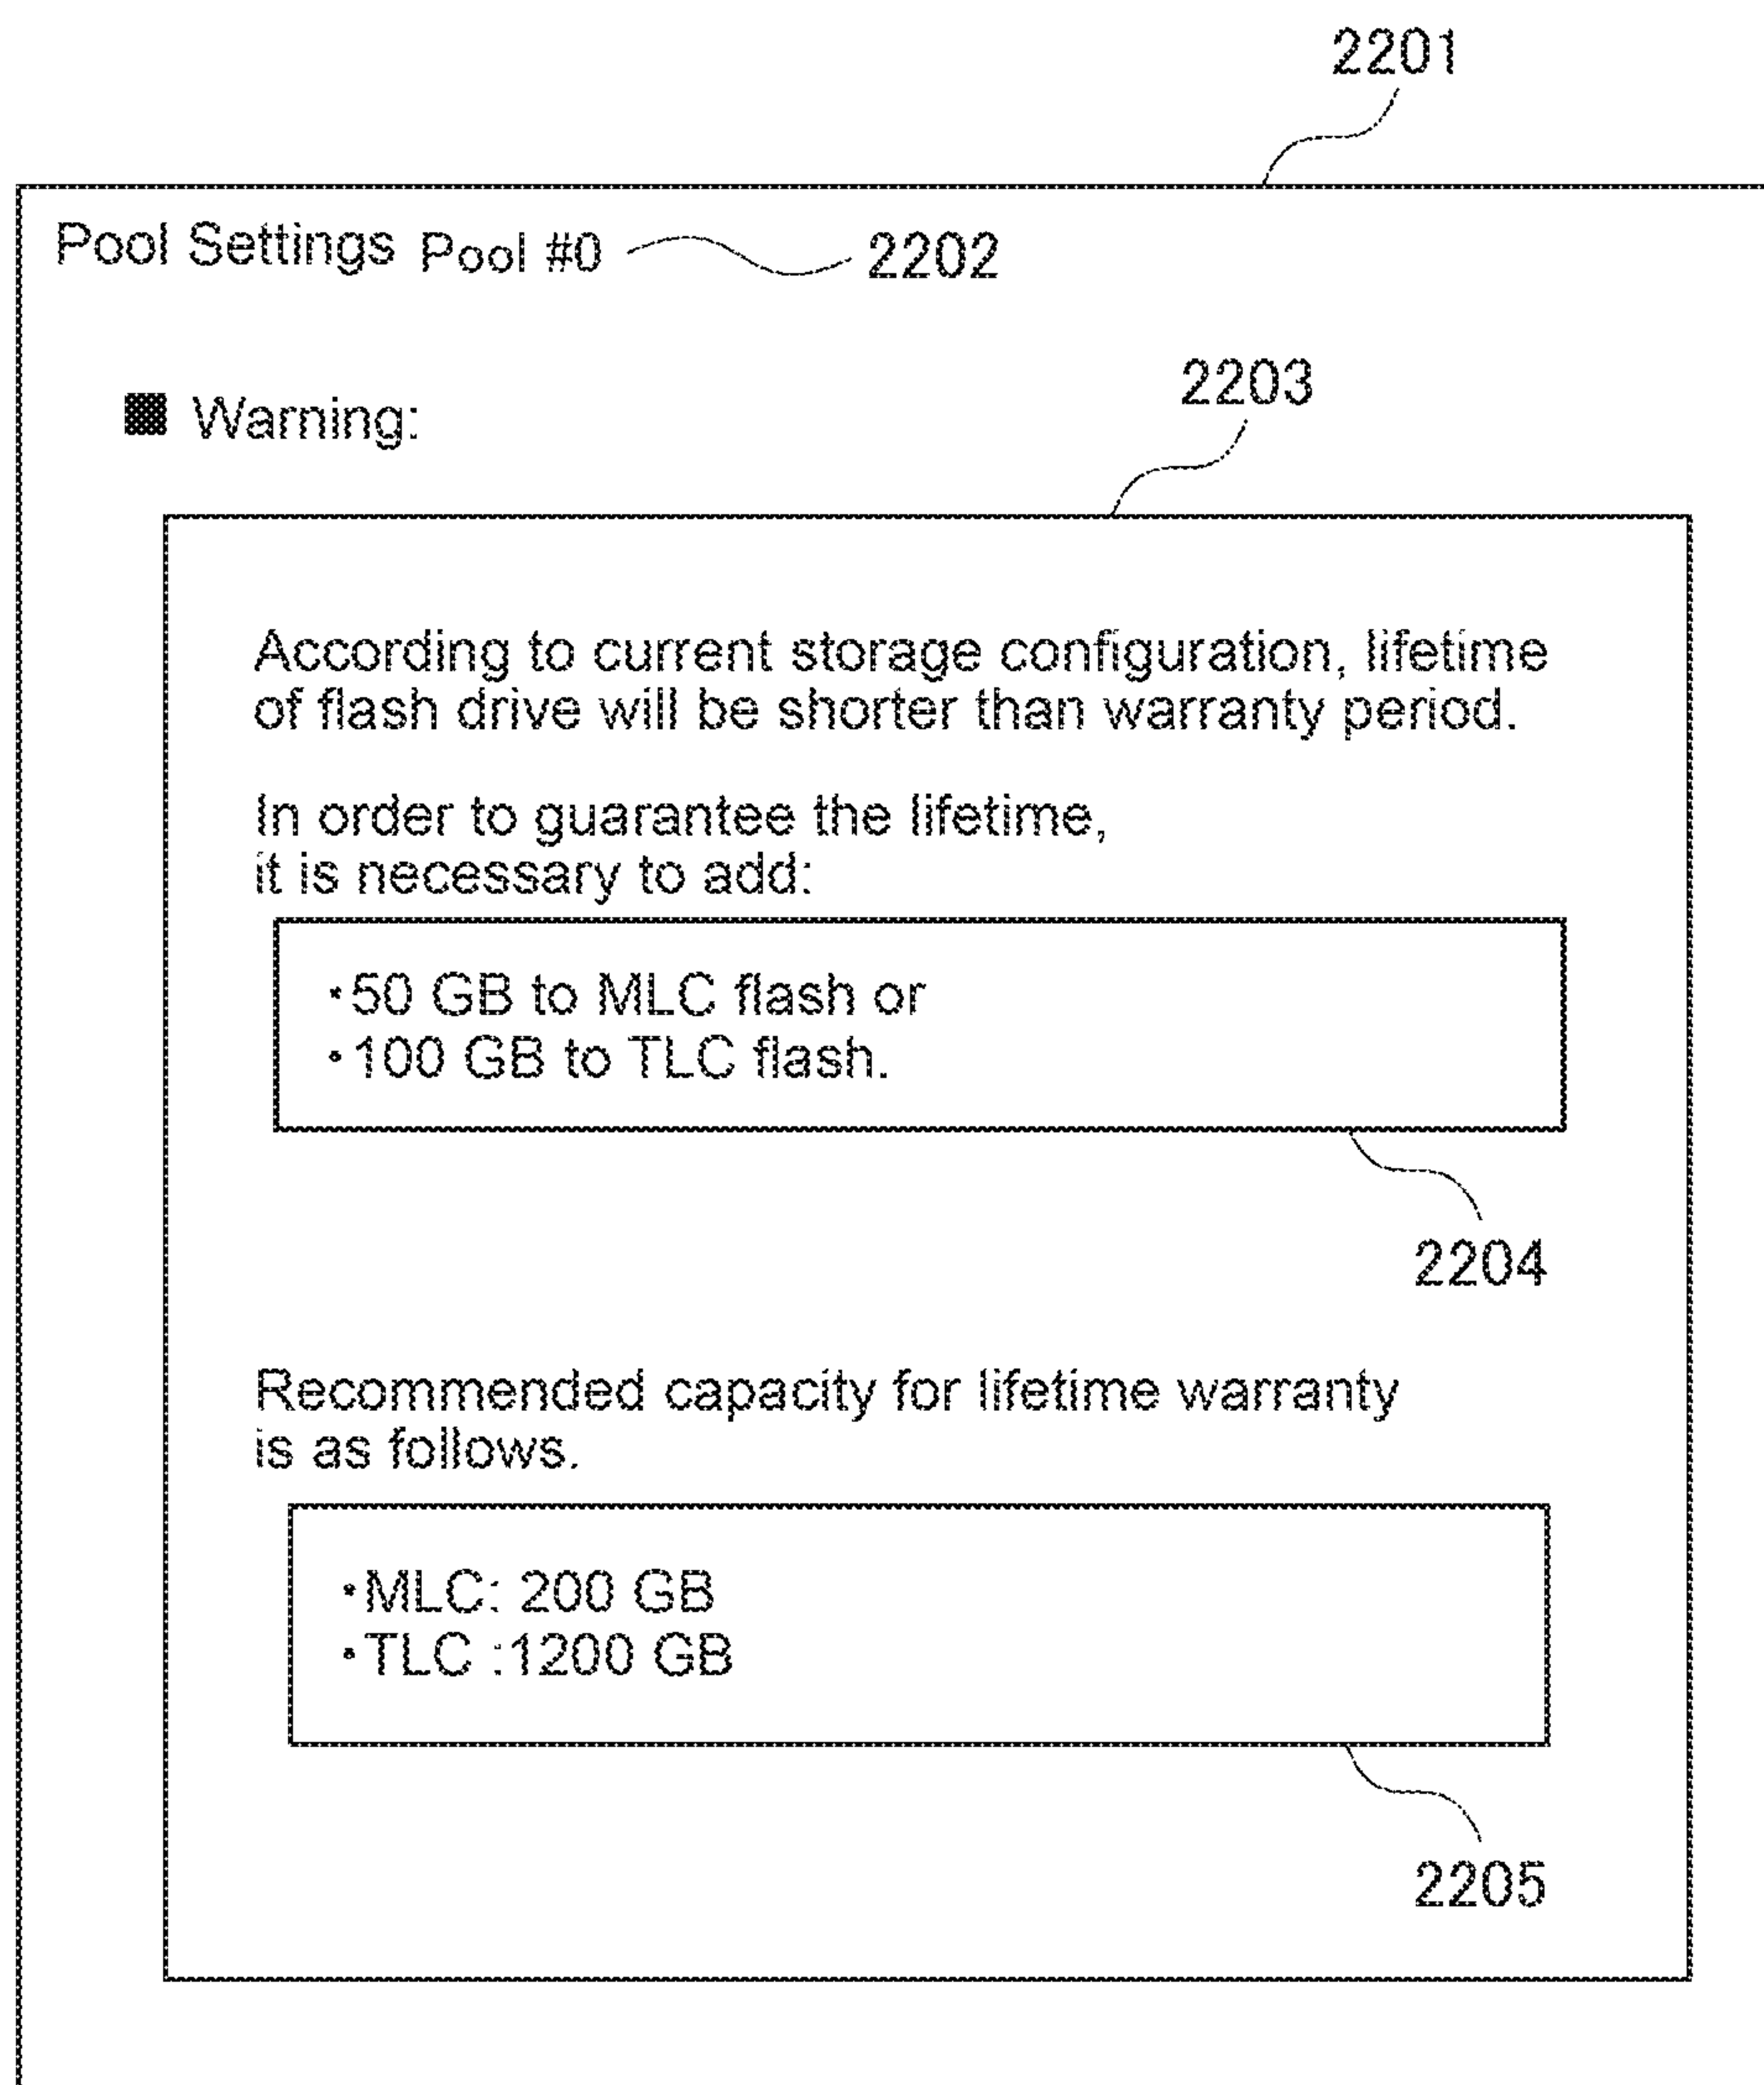 2201
Pool Settings Pool #0 2202
Warning:
2203
According to current storage configuration, lifetime
of flash drive will be shorter than warranty period.
In order to guarantee the lifetime,
it is necessary to add:
・50 GB to MLC flash or
・100 GB to TLC flash.
2204
Recommended capacity for lifetime warranty
is as follows.
・MLC: 200 GB
・TLC :1200 GB
2205